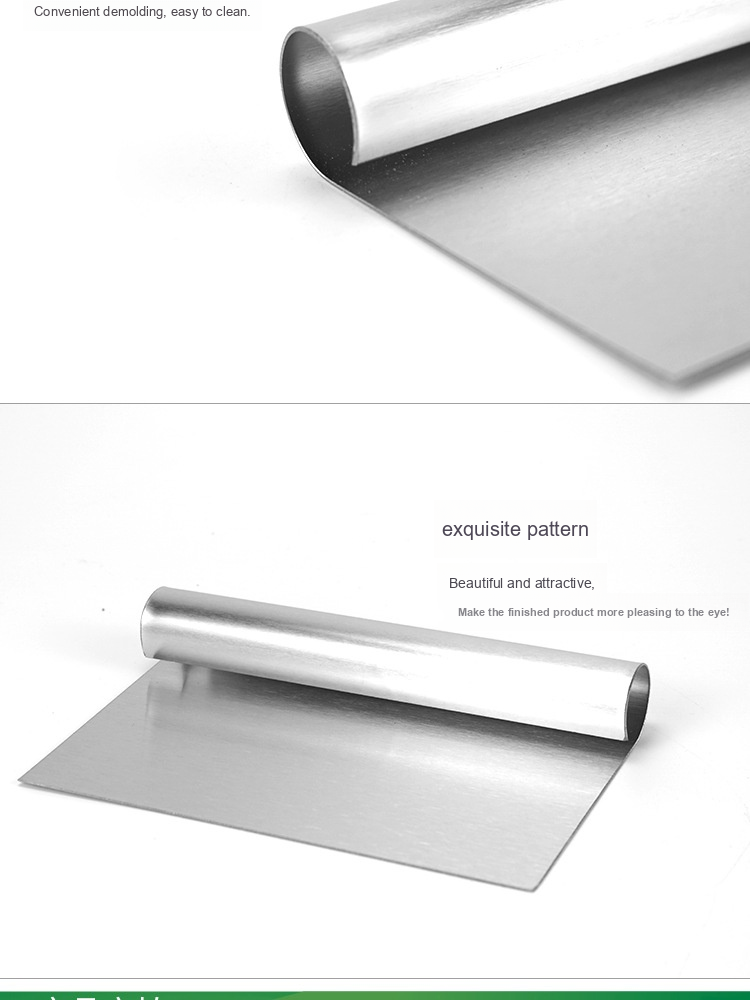 Convenient demolding, easy to clean.
exquisite pattern
Beautiful and attractive,
Make the finished product more pleasing to the eye!